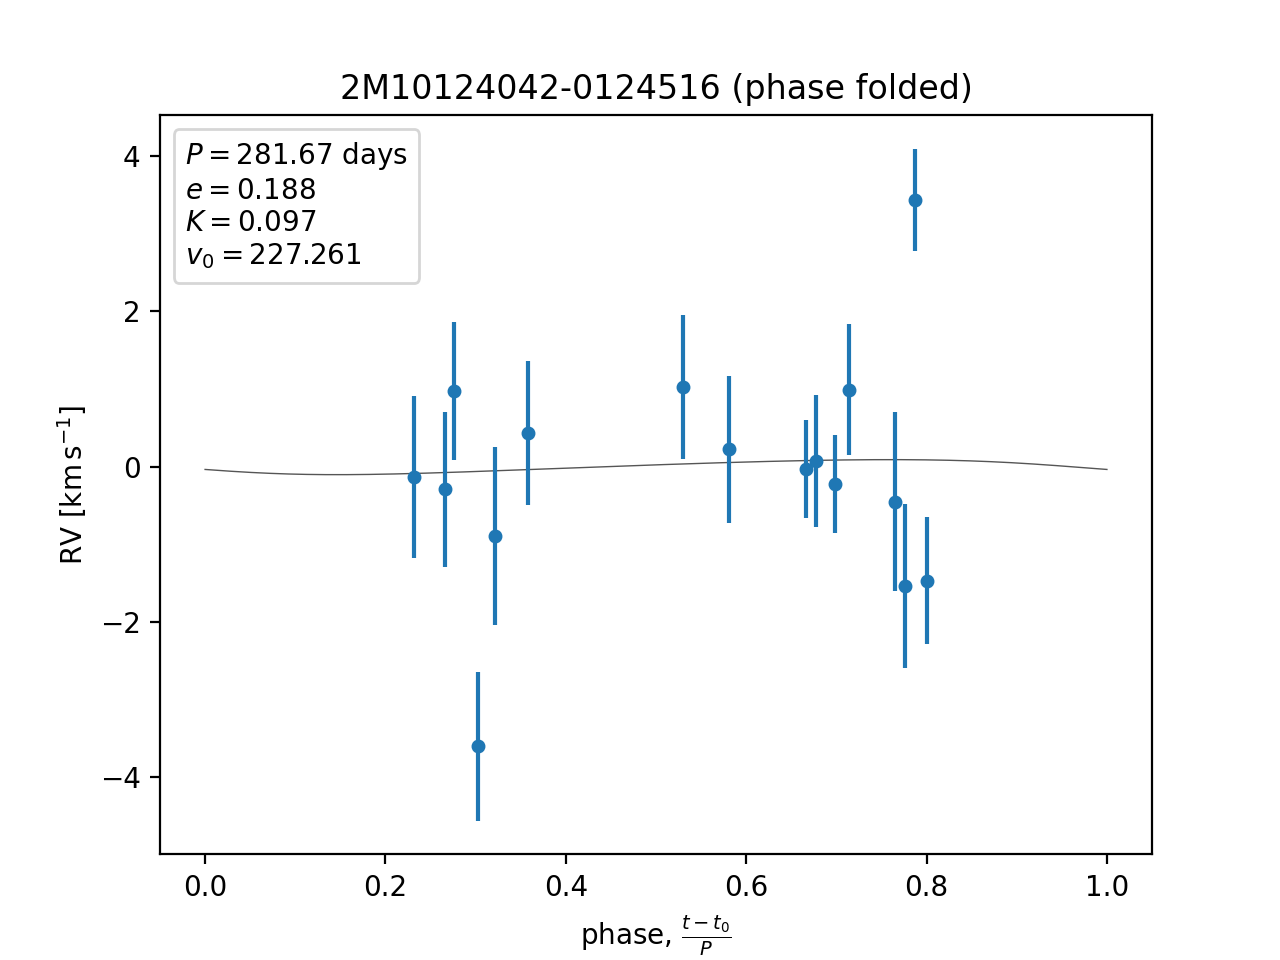 2M10124042-0124516 (phase folded)
P = 281.67 days
e = 0.188
K = 0.097
v₀ = 227.261
4
2
0
−2
−4
RV [km s⁻¹]
0.0 0.2 0.4 0.6 0.8 1.0
phase, (t − t₀)/P